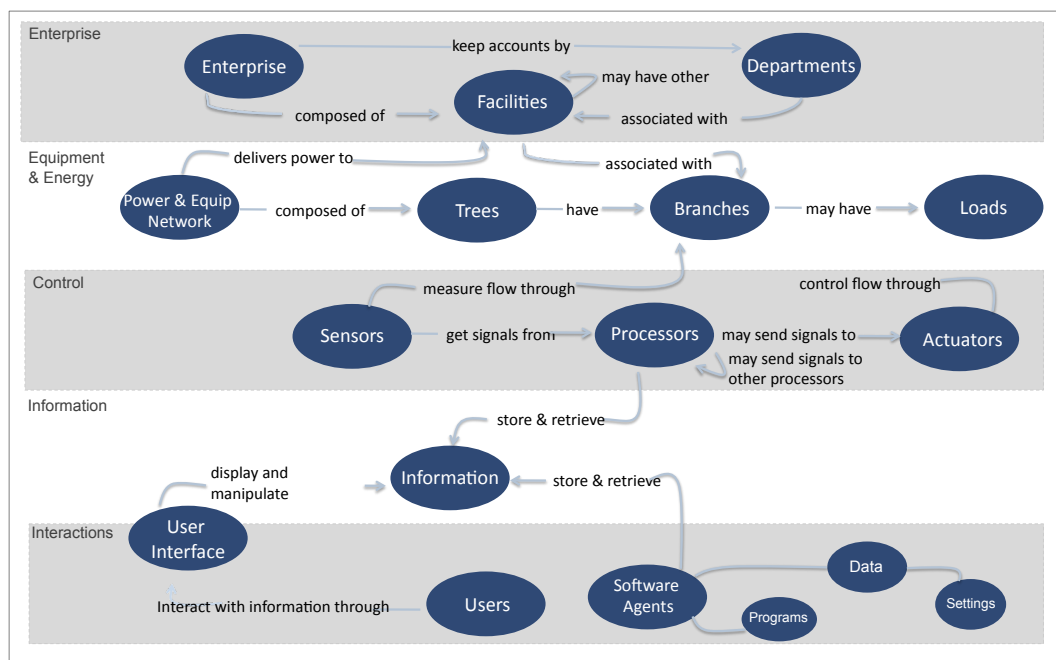 Enterprise
keep accounts by
Enterprise
Departments
may have other
Facilities
composed of
associated with
Equipment
& Energy
delivers power to
associated with
Power & Equip
Network
composed of
Trees
have
Branches
may have
Loads
Control
measure flow through
control flow through
Sensors
get signals from
Processors
may send signals to
Actuators
may send signals to
other processors
Information
store & retrieve
display and
manipulate
Information
store & retrieve
Interactions
User
Interface
Data
Software
Agents
Interact with information through
Users
Settings
Programs